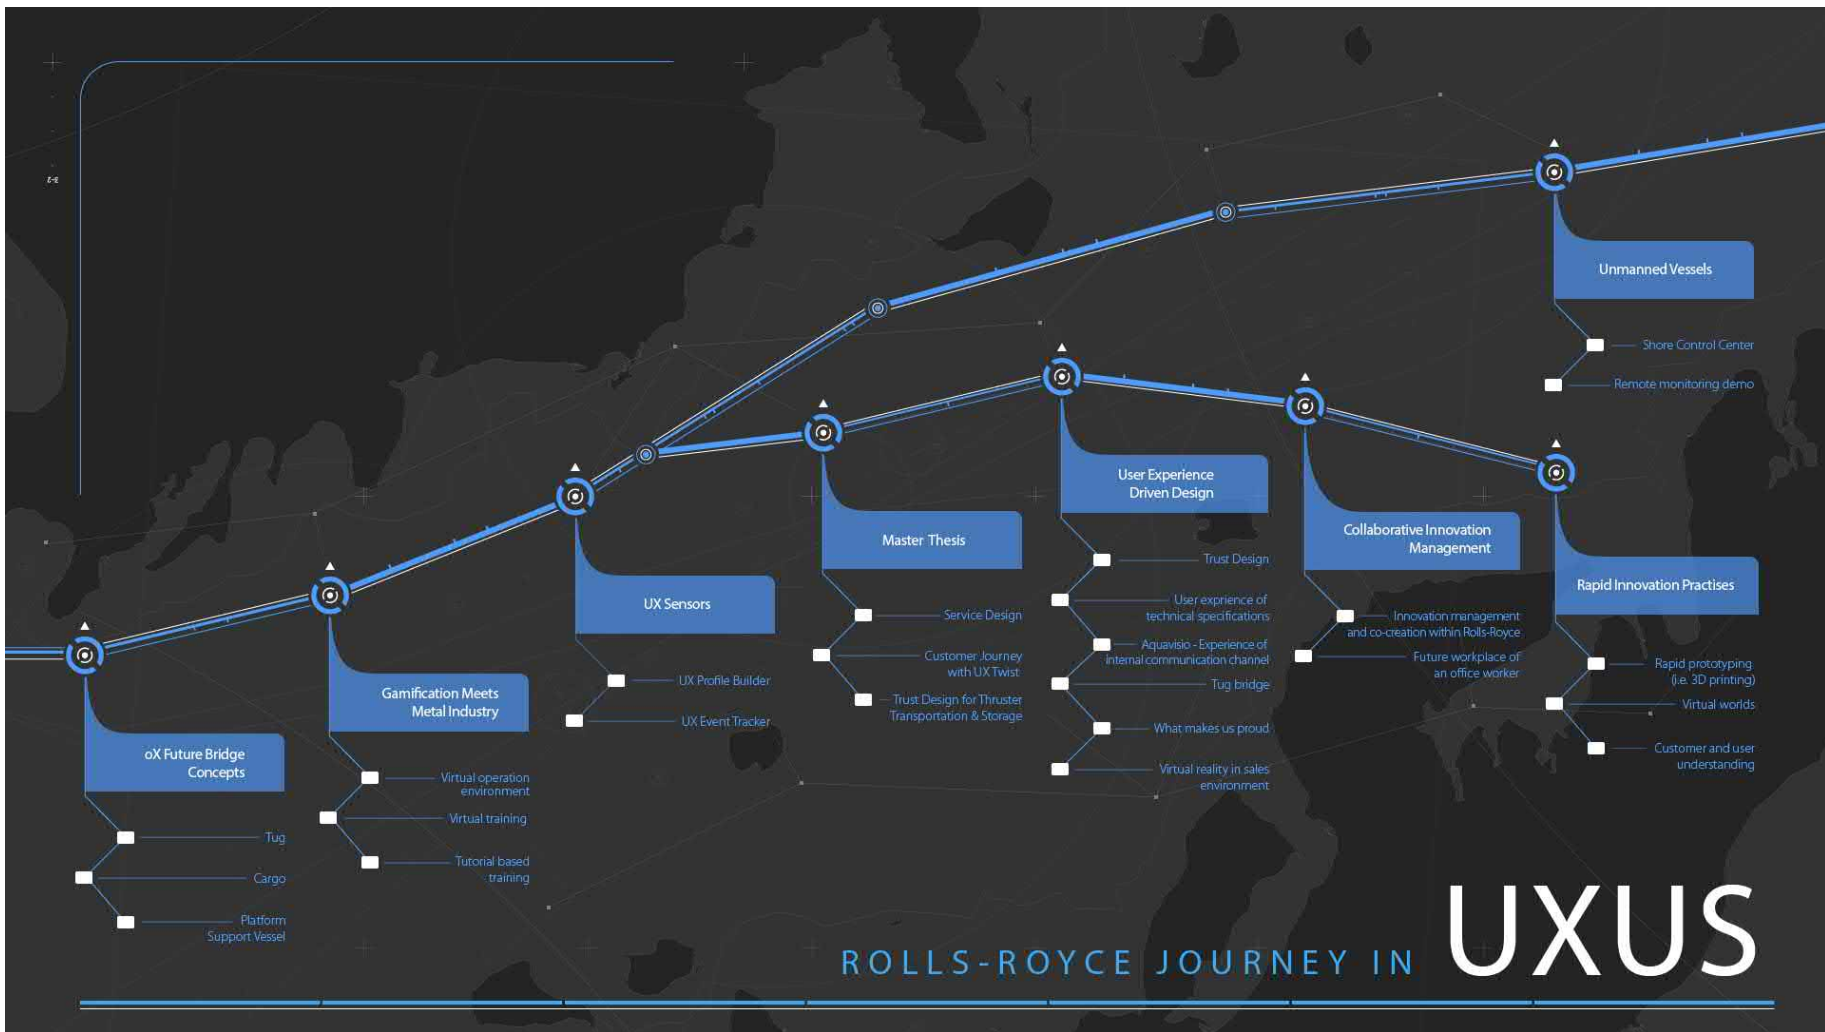 Unmanned Vessels
Shore Control Center
Remote monitoring demo
oX Future Bridge
Concepts
Tug
Cargo
Platform
Support Vessel
Gamification Meets
Metal Industry
Virtual operation
environment
Virtual training
Tutorial based
training
UX Sensors
UX Profile Builder
UX Event Tracker
Master Thesis
Service Design
Customer Journey
with UX Twist
Trust Design for Thruster
Transportation & Storage
User Experience
Driven Design
Trust Design
User exprience of
technical specifications
Aquavisio - Experience of
internal communication channel
Tug bridge
What makes us proud
Virtual reality in sales
environment
Collaborative Innovation
Management
Innovation management
and co-creation within Rolls-Royce
Future workplace of
an office worker
Rapid Innovation Practises
Rapid prototyping
(i.e. 3D printing)
Virtual worlds
Customer and user
understanding
ROLLS-ROYCE JOURNEY IN UXUS